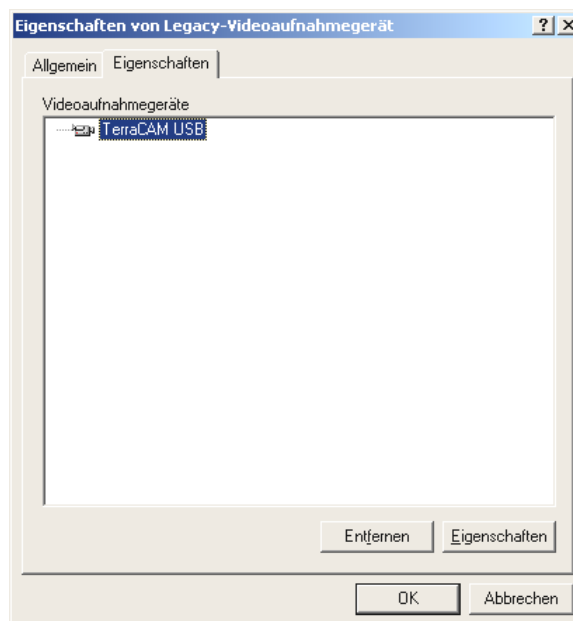 Eigenschaften von Legacy-Videoaufnahmegerät
Allgemein Eigenschaften
Videoaufnahmegeräte
TerraCAM USB
Entfernen Eigenschaften
OK Abbrechen